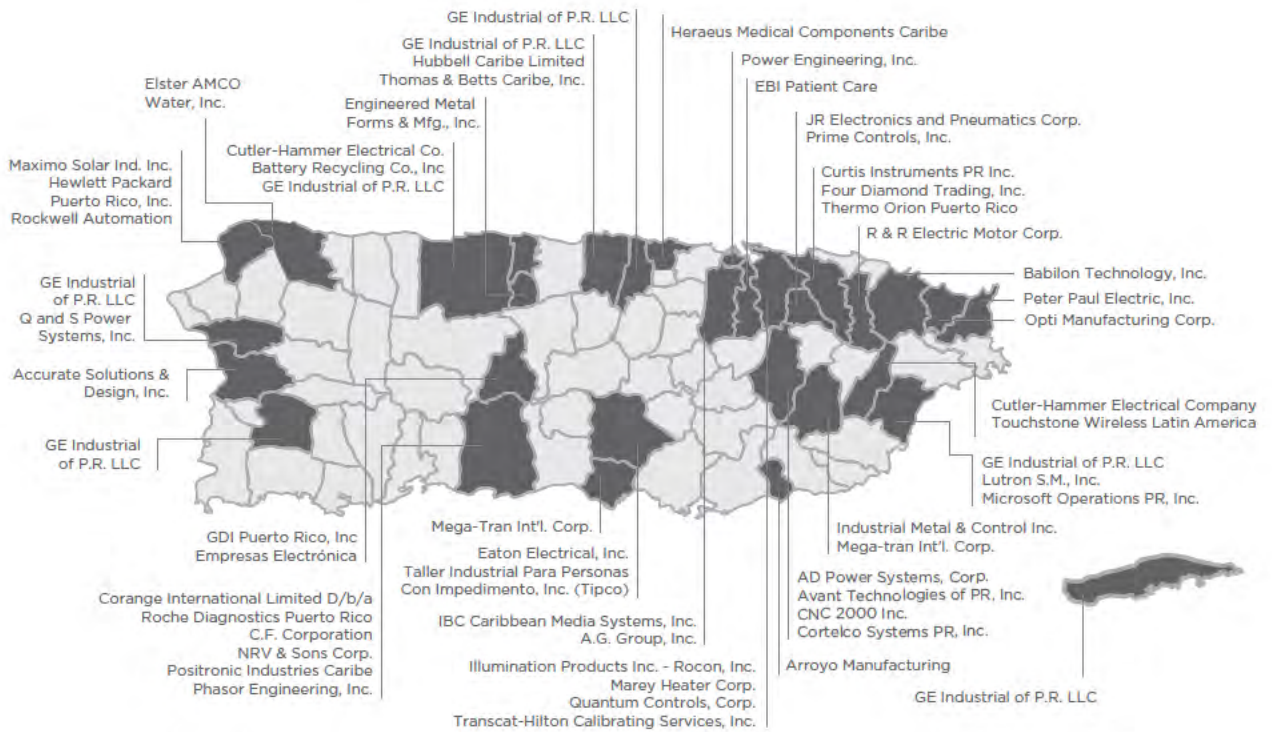 GE Industrial of P.R. LLC
Heraeus Medical Components Caribe
GE Industrial of P.R. LLC
Hubbell Caribe Limited
Thomas & Betts Caribe, Inc.
Power Engineering, Inc.
EBI Patient Care
Elster AMCO
Water, Inc.
Engineered Metal
Forms & Mfg., Inc.
JR Electronics and Pneumatics Corp.
Prime Controls, Inc.
Cutler-Hammer Electrical Co.
Battery Recycling Co., Inc
GE Industrial of P.R. LLC
Maximo Solar Ind. Inc.
Hewlett Packard
Puerto Rico, Inc.
Rockwell Automation
Curtis Instruments PR Inc.
Four Diamond Trading, Inc.
Thermo Orion Puerto Rico
R & R Electric Motor Corp.
Babilon Technology, Inc.
Peter Paul Electric, Inc.
Opti Manufacturing Corp.
GE Industrial
of P.R. LLC
Q and S Power
Systems, Inc.
Accurate Solutions &
Design, Inc.
GE Industrial
of P.R. LLC
Cutler-Hammer Electrical Company
Touchstone Wireless Latin America
GE Industrial of P.R. LLC
Lutron S.M., Inc.
Microsoft Operations PR, Inc.
GDI Puerto Rico, Inc
Empresas Electrónica
Mega-Tran Int'l. Corp.
Eaton Electrical, Inc.
Taller Industrial Para Personas
Con Impedimento, Inc. (Tipco)
Industrial Metal & Control Inc.
Mega-tran Int'l. Corp.
AD Power Systems, Corp.
Avant Technologies of PR, Inc.
CNC 2000 Inc.
Cortelco Systems PR, Inc.
Corange International Limited D/b/a
Roche Diagnostics Puerto Rico
C.F. Corporation
NRV & Sons Corp.
Positronic Industries Caribe
Phasor Engineering, Inc.
IBC Caribbean Media Systems, Inc.
A.G. Group, Inc.
Illumination Products Inc. - Rocon, Inc.
Marey Heater Corp.
Quantum Controls, Corp.
Transcat-Hilton Calibrating Services, Inc.
Arroyo Manufacturing
GE Industrial of P.R. LLC